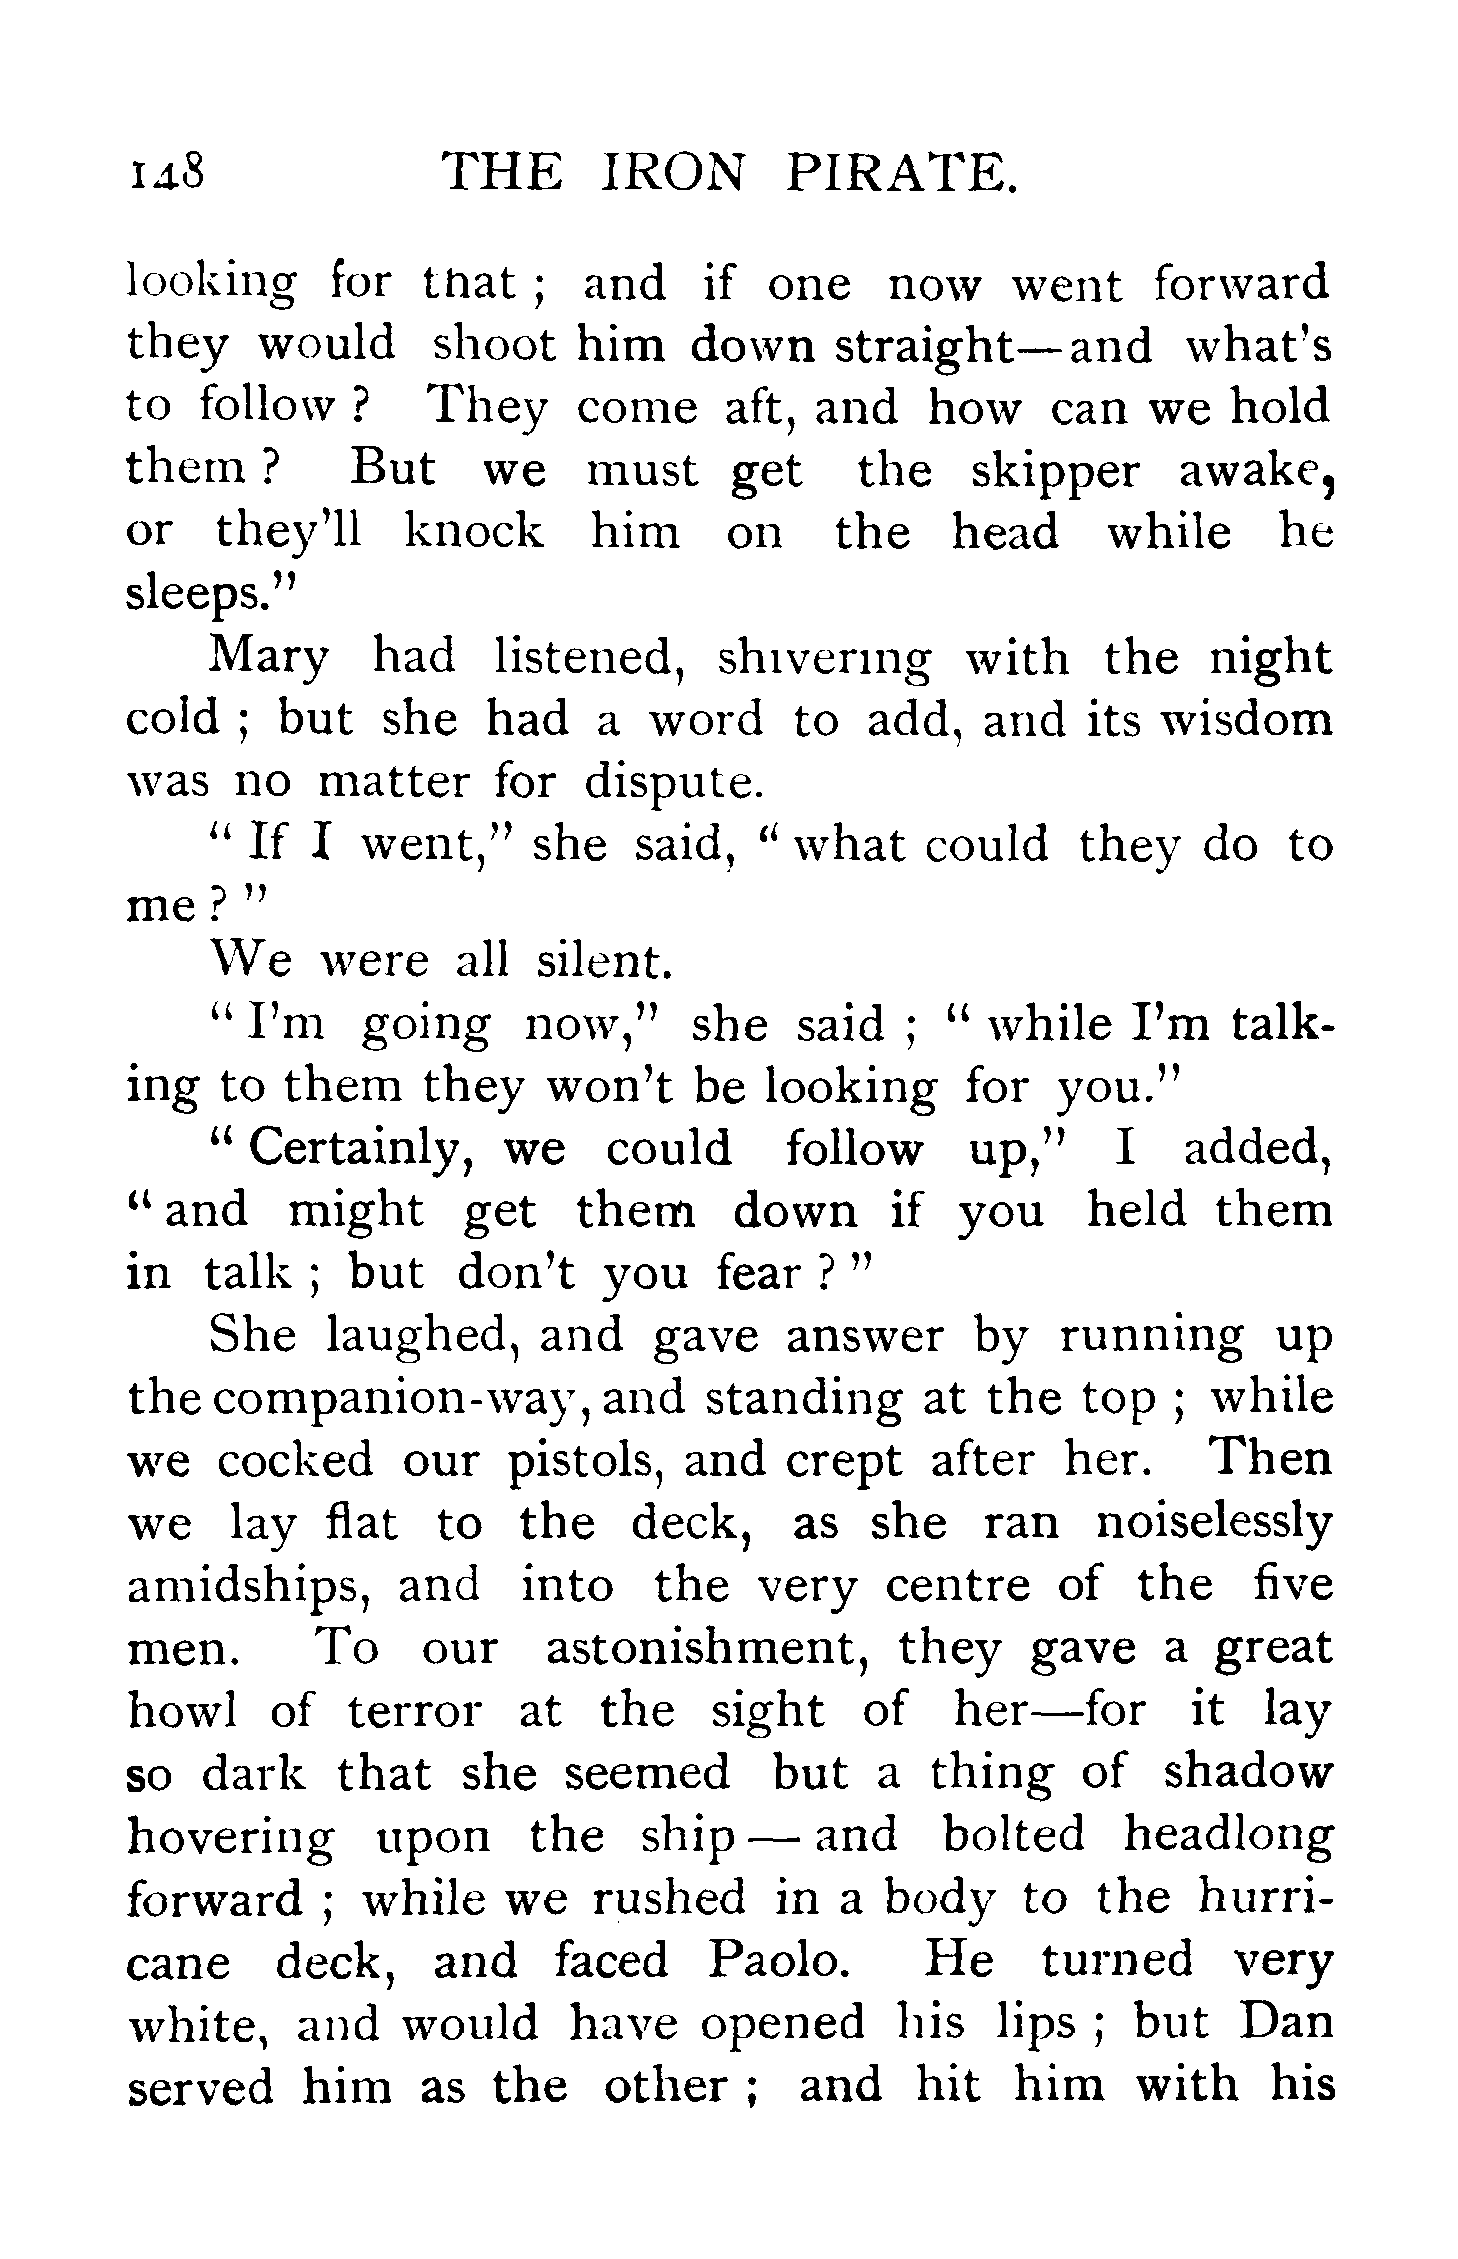 148 THE IRON PIRATE.
looking for that ; and if one now went forward
they would shoot him down straight—and what's
to follow ? They come aft, and how can we hold
them ? But we must get the skipper awake,
or they'll knock him on the head while he
sleeps."
Mary had listened, shivering with the night
cold ; but she had a word to add, and its wisdom
was no matter for dispute.
" If I went," she said, " what could they do to
me ? "
We were all silent.
" I'm going now," she said ; " while I'm talk-
ing to them they won't be looking for you."
" Certainly, we could follow up," I added,
" and might get them down if you held them
in talk ; but don't you fear ? "
She laughed, and gave answer by running up
the companion-way, and standing at the top ; while
we cocked our pistols, and crept after her. Then
we lay flat to the deck, as she ran noiselessly
amidships, and into the very centre of the five
men. To our astonishment, they gave a great
howl of terror at the sight of her—for it lay
so dark that she seemed but a thing of shadow
hovering upon the ship — and bolted headlong
forward ; while we rushed in a body to the hurri-
cane deck, and faced Paolo. He turned very
white, and would have opened his lips ; but Dan
served him as the other ; and hit him with his